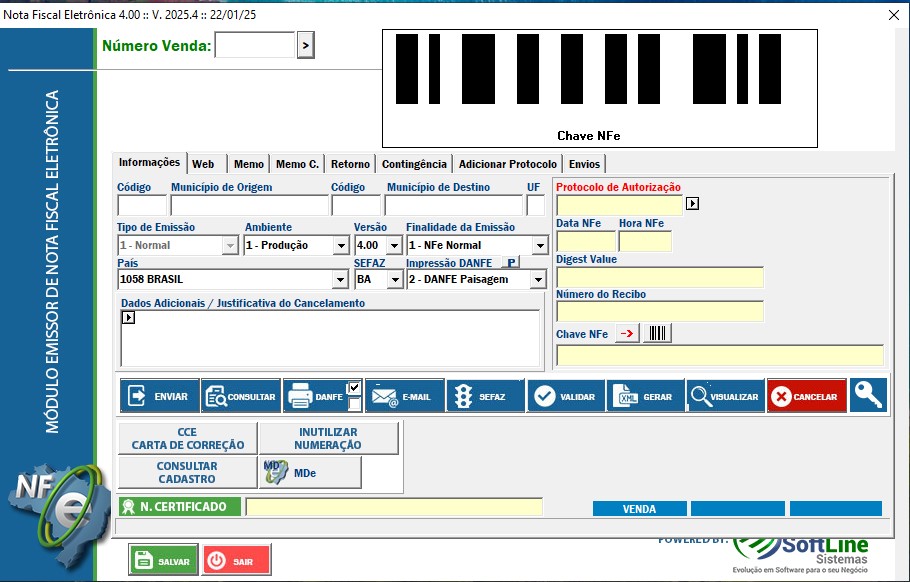 Nota Fiscal Eletrônica 4.00 :: V. 2025.4 :: 22/01/25
Número Venda:
>
Chave NFe
MÓDULO EMISSOR DE NOTA FISCAL ELETRÔNICA
Informações Web Memo Memo C. Retorno Contingência Adicionar Protocolo Envios
Código Município de Origem Código Município de Destino UF
Tipo de Emissão Ambiente Versão Finalidade da Emissão
1 - Normal 1 - Produção 4.00 1 - NFe Normal
País SEFAZ Impressão DANFE P
1058 BRASIL BA 2 - DANFE Paisagem
Dados Adicionais / Justificativa do Cancelamento
Protocolo de Autorização
Data NFe Hora NFe
Digest Value
Número do Recibo
Chave NFe
ENVIAR CONSULTAR DANFE E-MAIL SEFAZ VALIDAR XML GERAR VISUALIZAR CANCELAR
CCE
CARTA DE CORREÇÃO
INUTILIZAR
NUMERAÇÃO
CONSULTAR
CADASTRO
MD e MDe
N. CERTIFICADO
VENDA
NF e
SALVAR SAIR
POWERED BY:
SoftLine
Sistemas
Evolução em Software para o seu Negócio